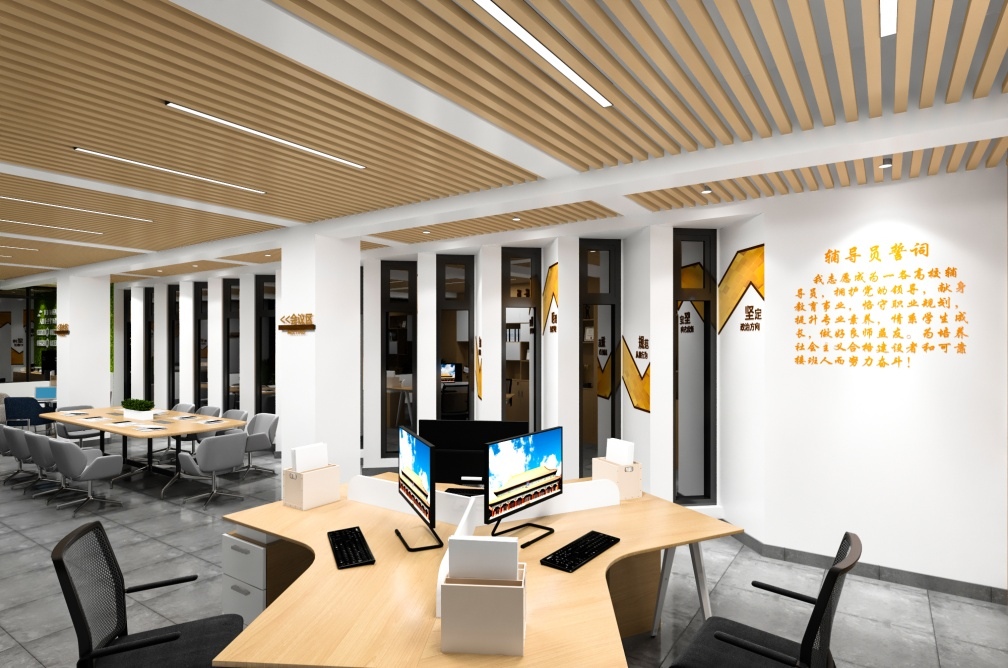 辅导员誓词
我志愿成为一名高校辅
导员，拥护党的领导，献身
教育事业，恪守职业规划，
提升专业素养，情系学生成
长，做好良师益友。为培养
社会主义合格建设者和可靠
接班人而努力奋斗！
坚定
政治方向
<<会议区